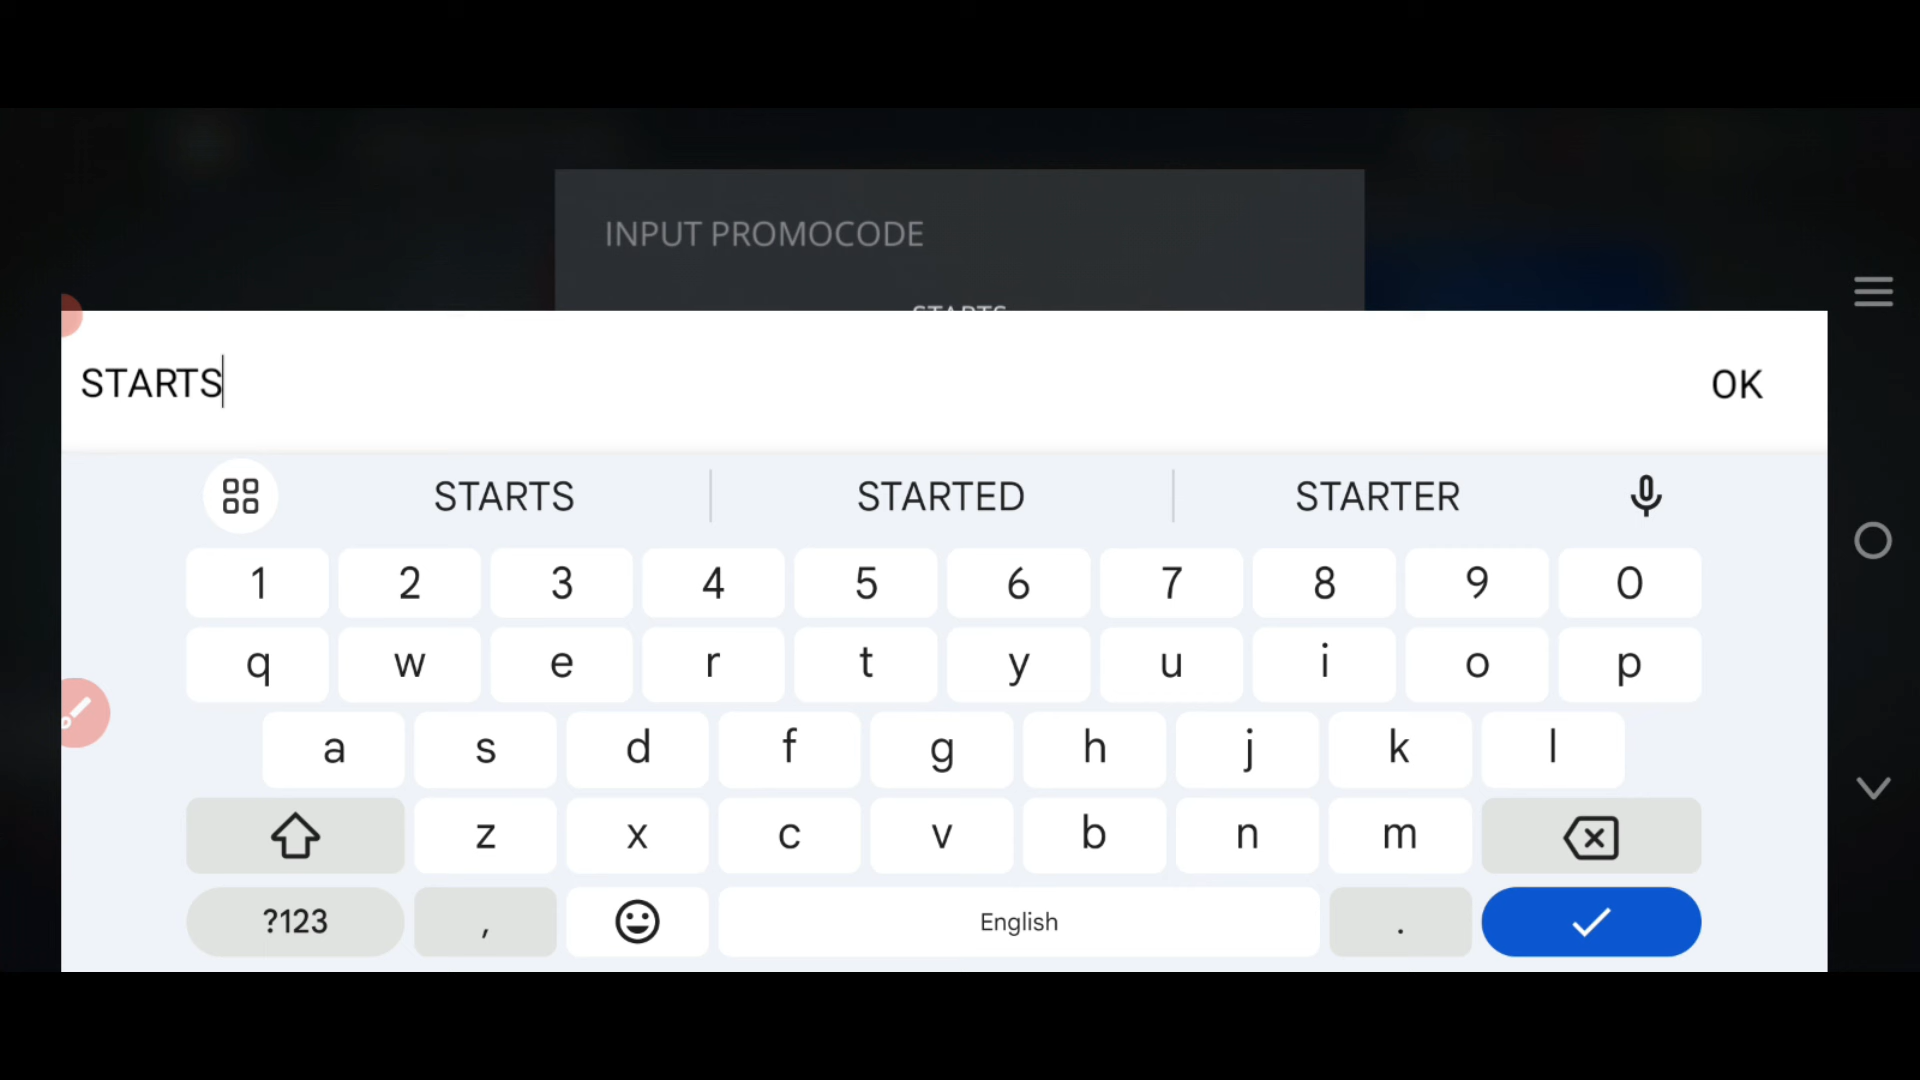 INPUT PROMOCODE
STARTS
STARTS
OK
STARTS STARTED STARTER
1 2 3 4 5 6 7 8 9 0
q w e r t y u i o p
a s d f g h j k l
z x c v b n m
?123 , English .